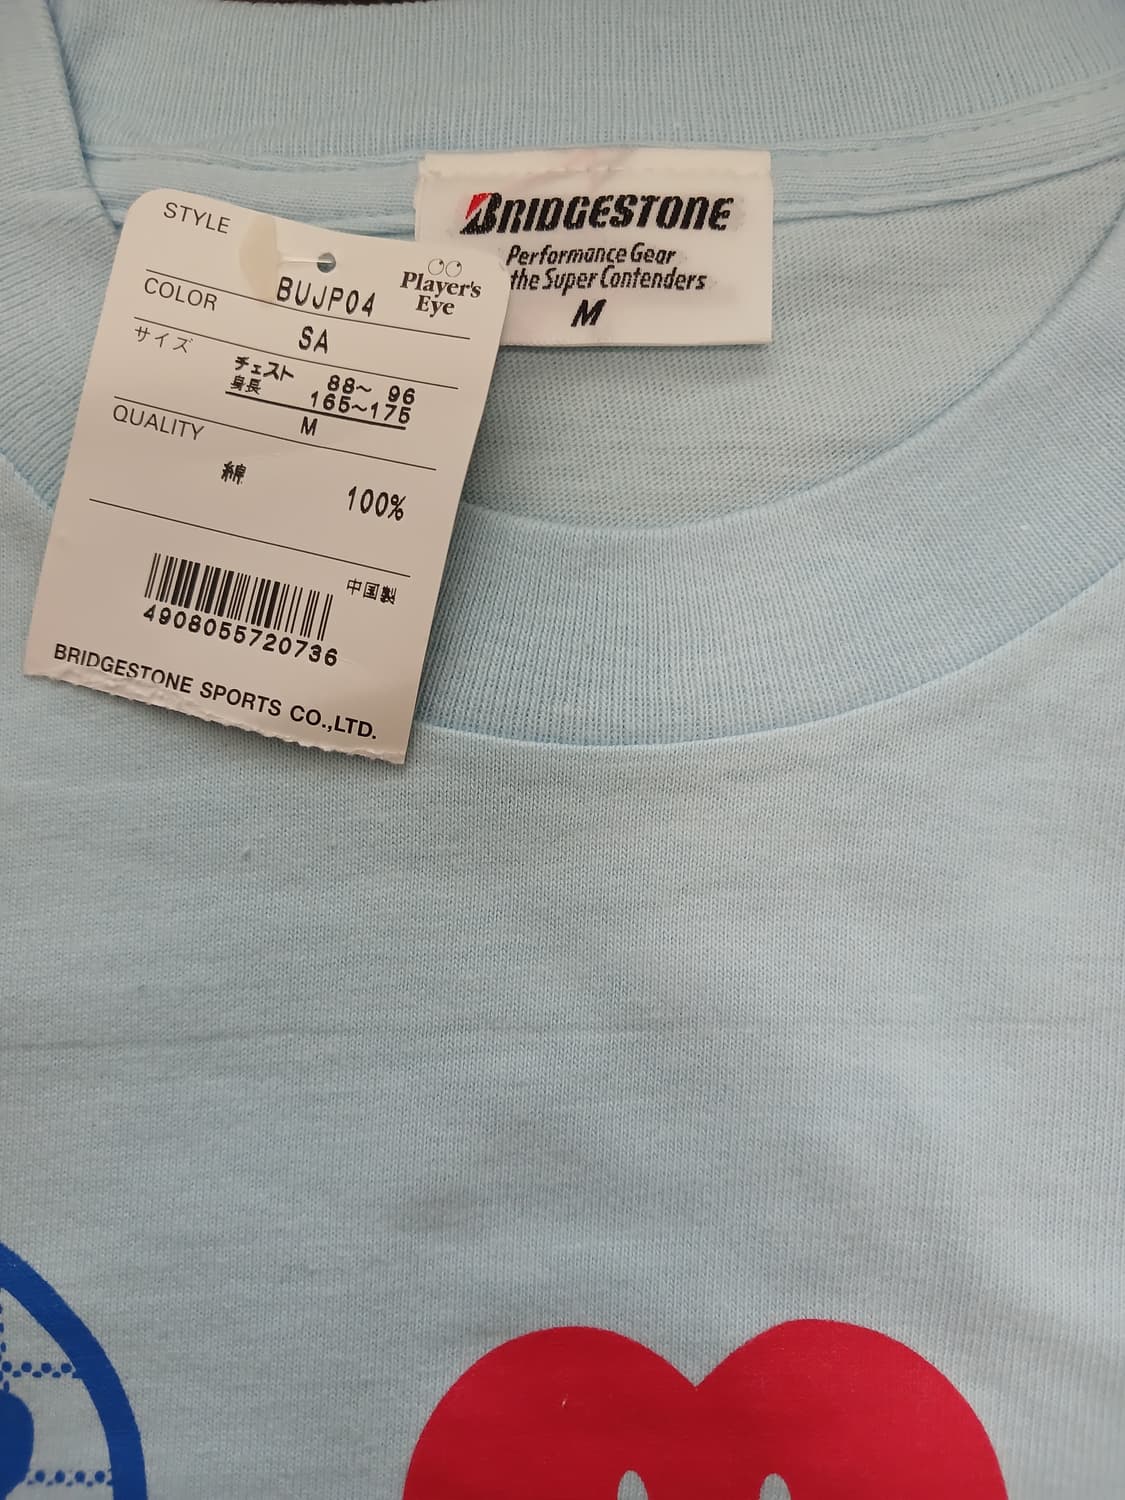 BRIDGESTONE
Performance Gear
the Super Contenders
M
STYLE
BUJP04
Player's
Eye
COLOR
SA
サイズ
チェスト 88~ 96
身長 165~175
M
QUALITY
綿 100%
中国製
4908055720736
BRIDGESTONE SPORTS CO.,LTD.